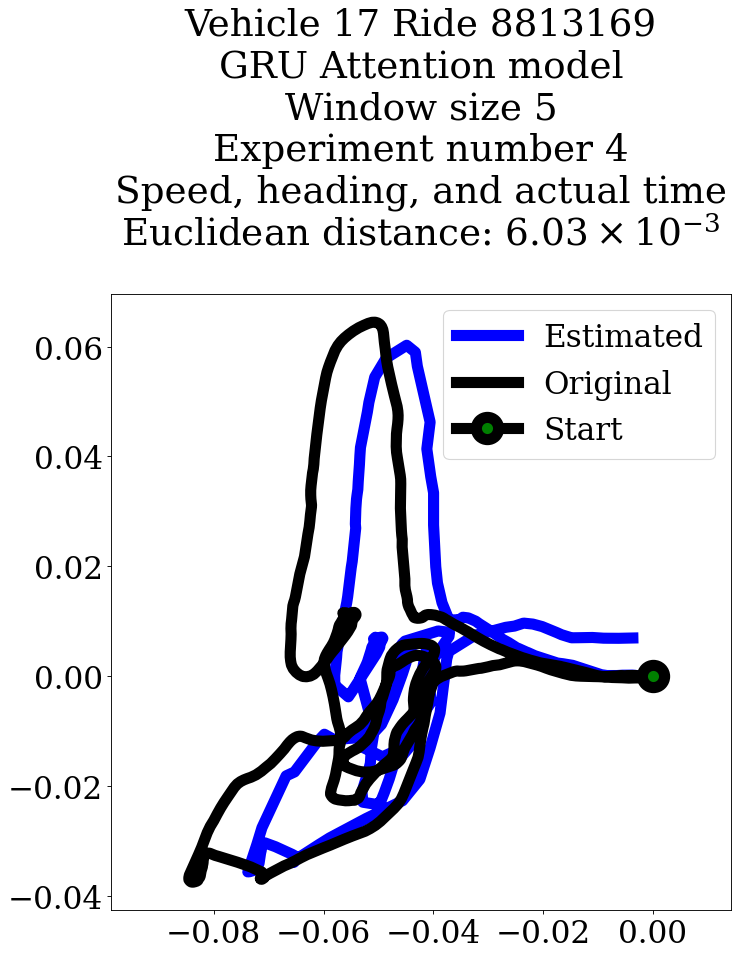 Vehicle 17 Ride 8813169
GRU Attention model
Window size 5
Experiment number 4
Speed, heading, and actual time
Euclidean distance: 6.03 × 10⁻³
Estimated
Original
Start
0.06
0.04
0.02
0.00
−0.02
−0.04
−0.08 −0.06 −0.04 −0.02 0.00